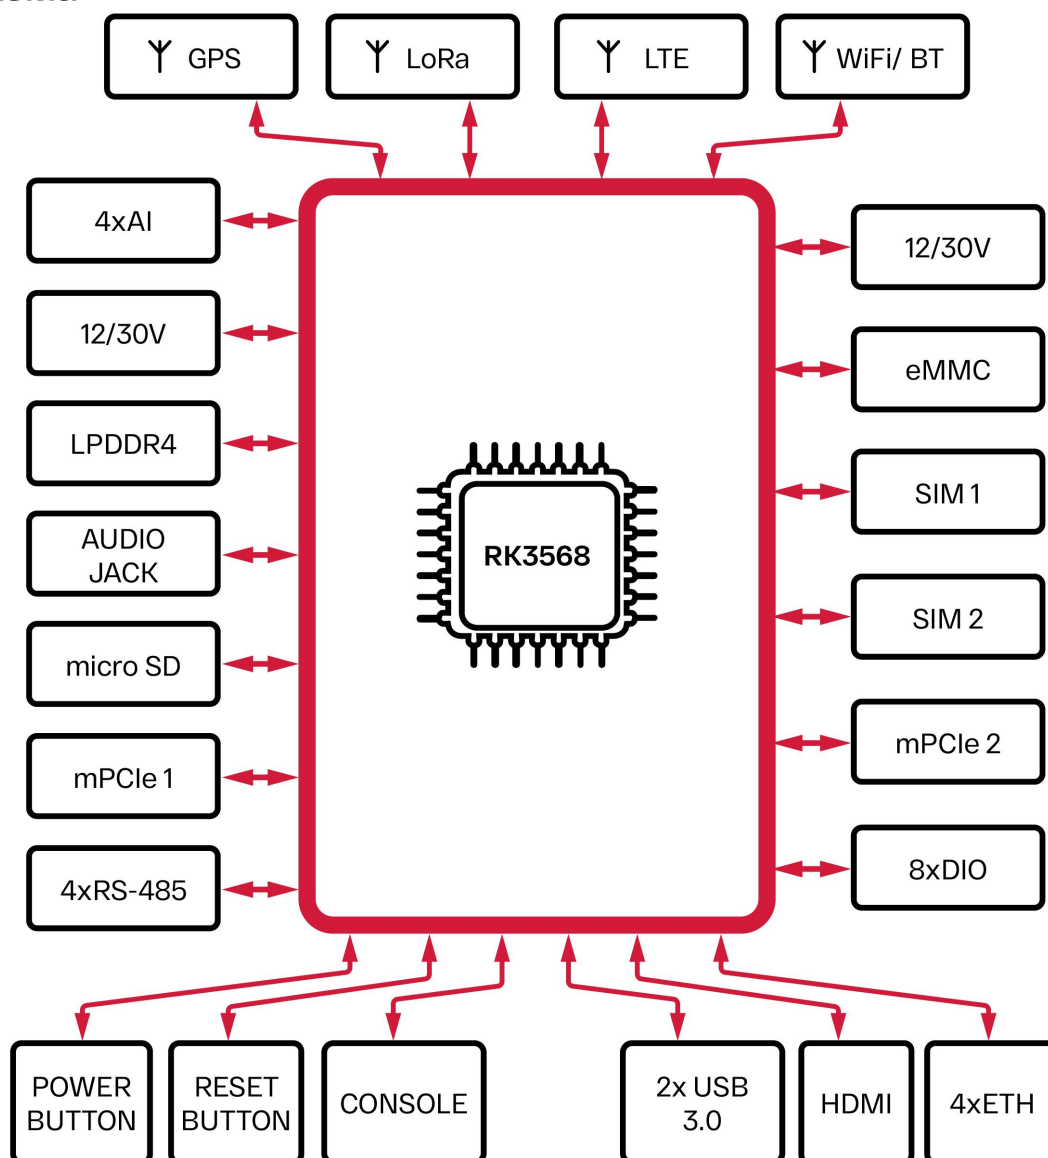 GPS
LoRa
LTE
WiFi/ BT
4xAI
12/30V
LPDDR4
AUDIO
JACK
micro SD
mPCIe 1
4xRS-485
RK3568
12/30V
eMMC
SIM 1
SIM 2
mPCIe 2
8xDIO
POWER
BUTTON
RESET
BUTTON
CONSOLE
2x USB
3.0
HDMI
4xETH